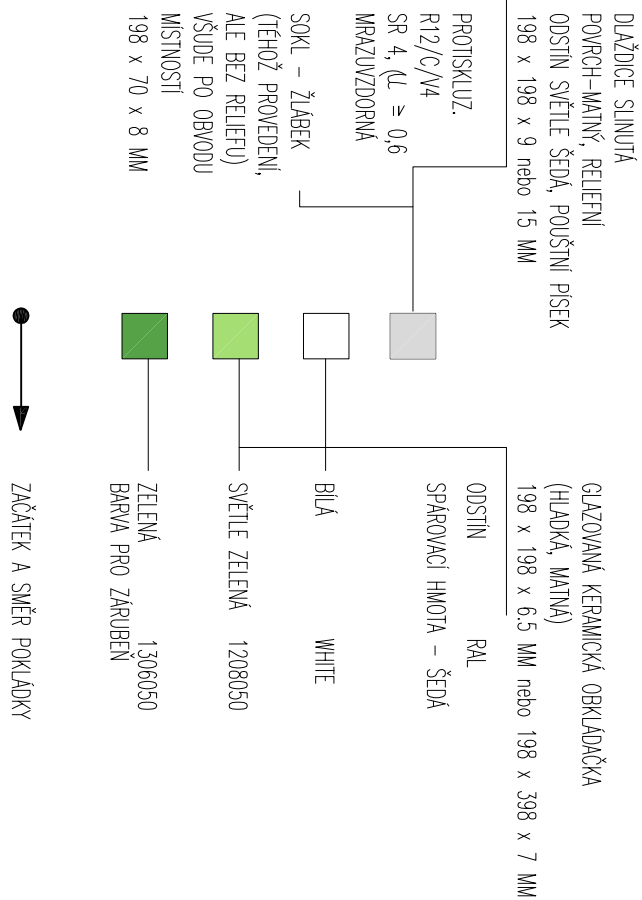 DLAŽDICE SLINUTÁ
POVRCH-MATNÝ, RELIEFNÍ
ODSTÍN SVĚTLE ŠEDÁ, POUŠTNÍ PÍSEK
198 x 198 x 9 nebo 15 MM
PROTISKLUZ.
R12/C/V4
SR 4, (μ ≥ 0,6
MRAZUVZDORNÁ
SOKL – ŽLÁBEK
(TÉHOŽ PROVEDENÍ,
ALE BEZ RELIEFU)
VŠUDE PO OBVODU
MÍSTNOSTÍ
198 x 70 x 8 MM
GLAZOVANÁ KERAMICKÁ OBKLÁDAČKA
(HLADKÁ, MATNÁ)
198 x 198 x 6.5 MM nebo 198 x 398 x 7 MM
ODSTÍN RAL
SPÁROVACÍ HMOTA – ŠEDÁ
BÍLÁ WHITE
SVĚTLE ZELENÁ 1208050
ZELENÁ 1306050
BARVA PRO ZÁRUBEŇ
ZAČÁTEK A SMĚR POKLÁDKY